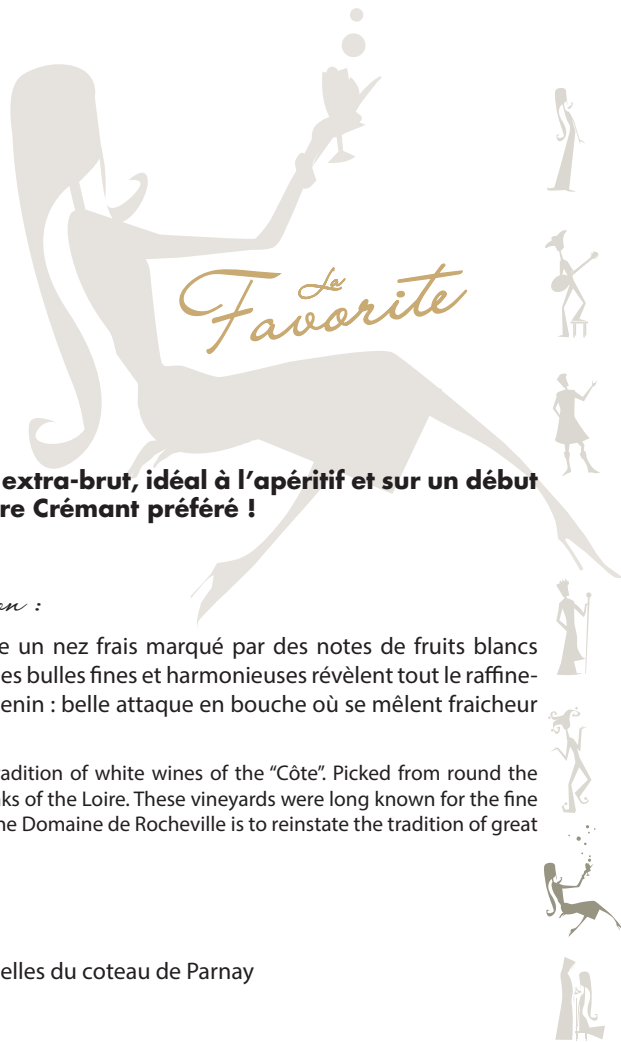 La
Favorite
extra-brut, idéal à l’apéritif et sur un début
re Crémant préféré !
on :
e un nez frais marqué par des notes de fruits blancs
es bulles fines et harmonieuses révèlent tout le raffine-
enin : belle attaque en bouche où se mêlent fraicheur
adition of white wines of the “Côte”. Picked from round the
ks of the Loire. These vineyards were long known for the fine
ne Domaine de Rocheville is to reinstate the tradition of great
elles du coteau de Parnay